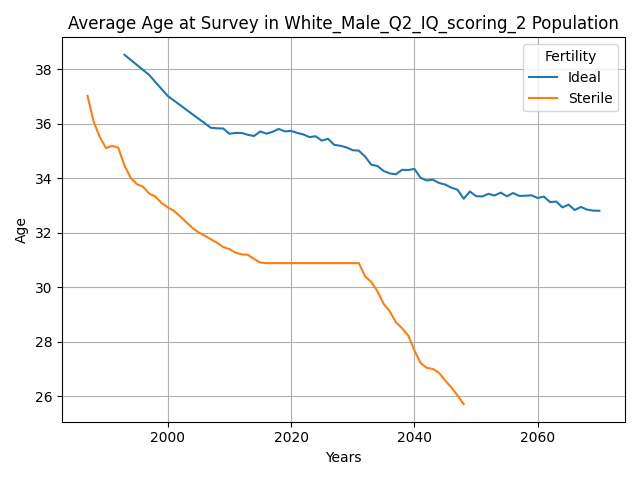 Average Age at Survey in White_Male_Q2_IQ_scoring_2 Population
Fertility
Ideal
Sterile
38
36
34
32
30
28
26
Age
2000 2020 2040 2060
Years